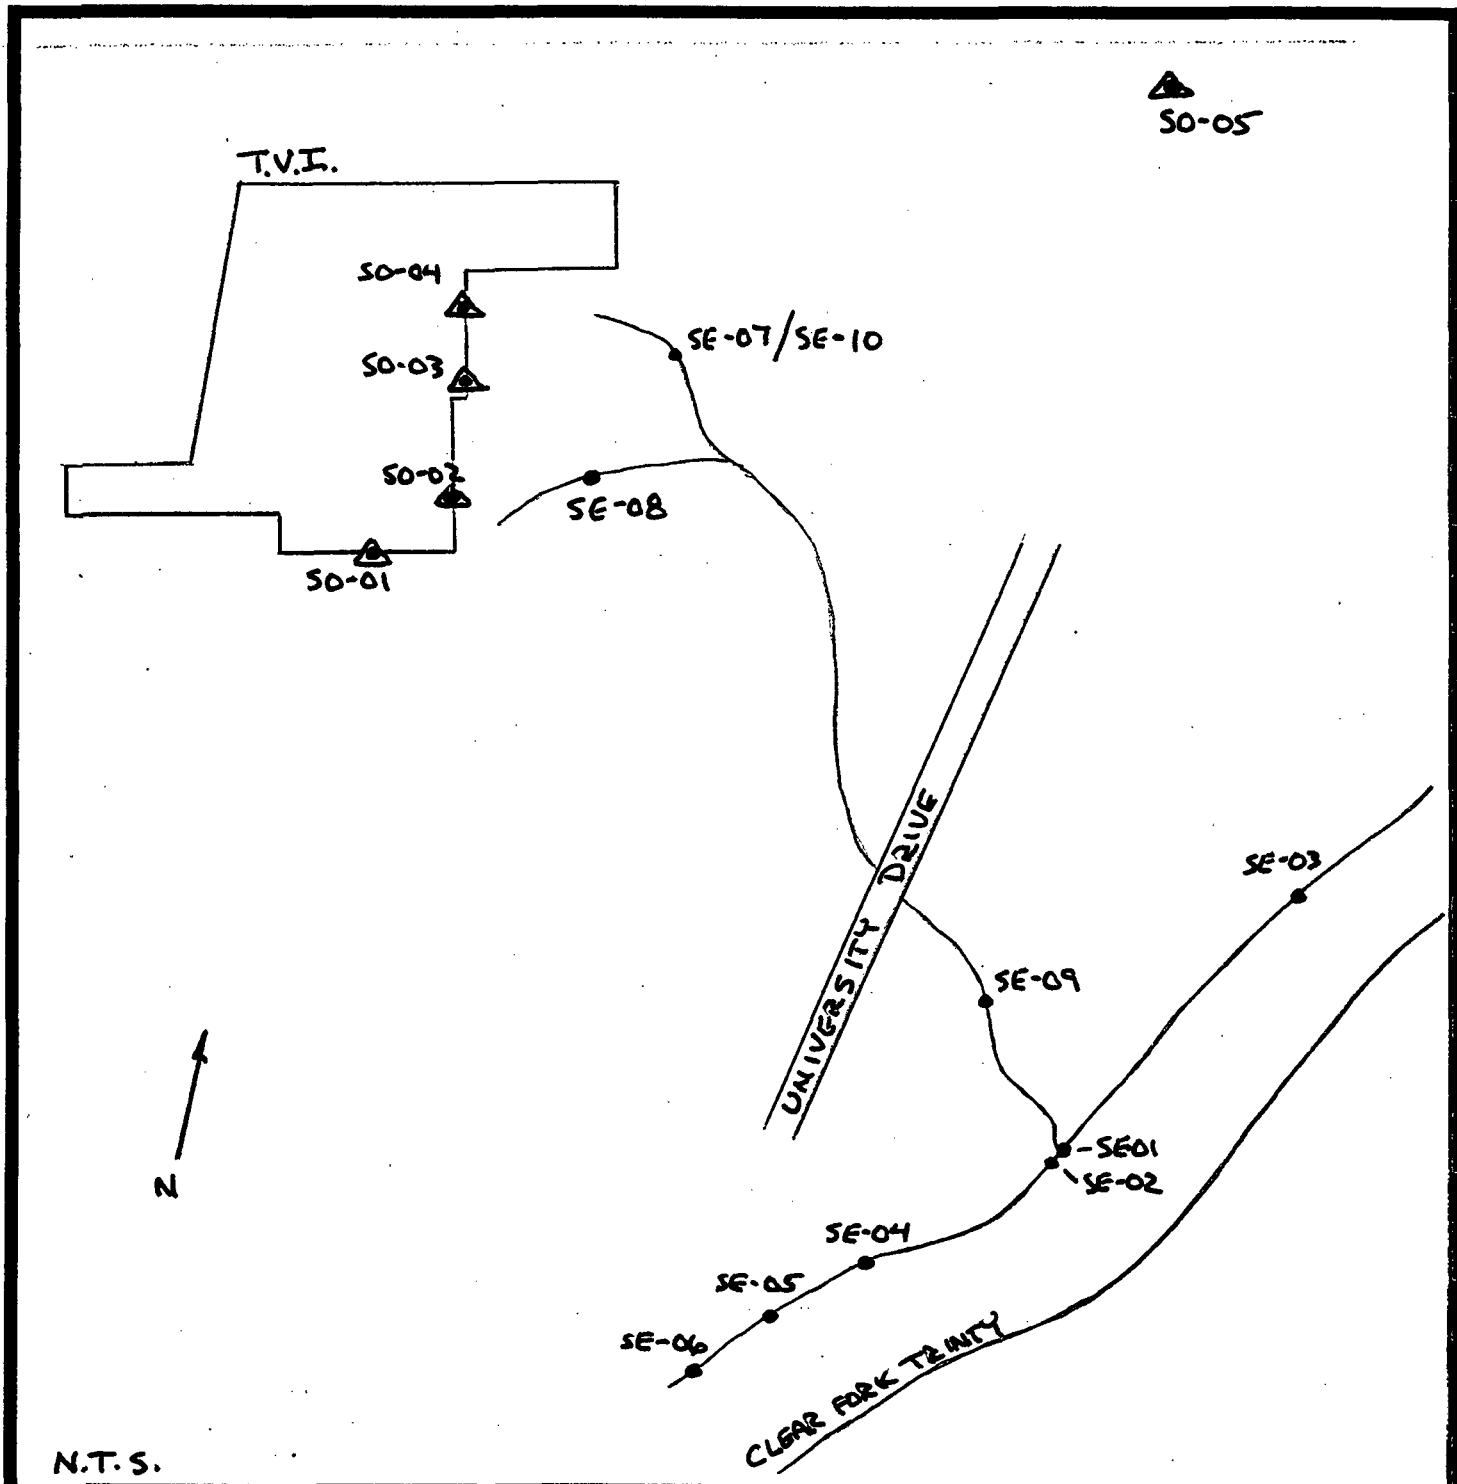 SO-05
T.V.I.
SO-04
SE-07/SE-10
SO-03
SO-02
SE-08
SO-01
UNIVERSITY DRIVE
SE-03
SE-09
SE01
SE-02
SE-04
SE-05
SE-06
CLEAR FORK TRINITY
N
N.T.S.